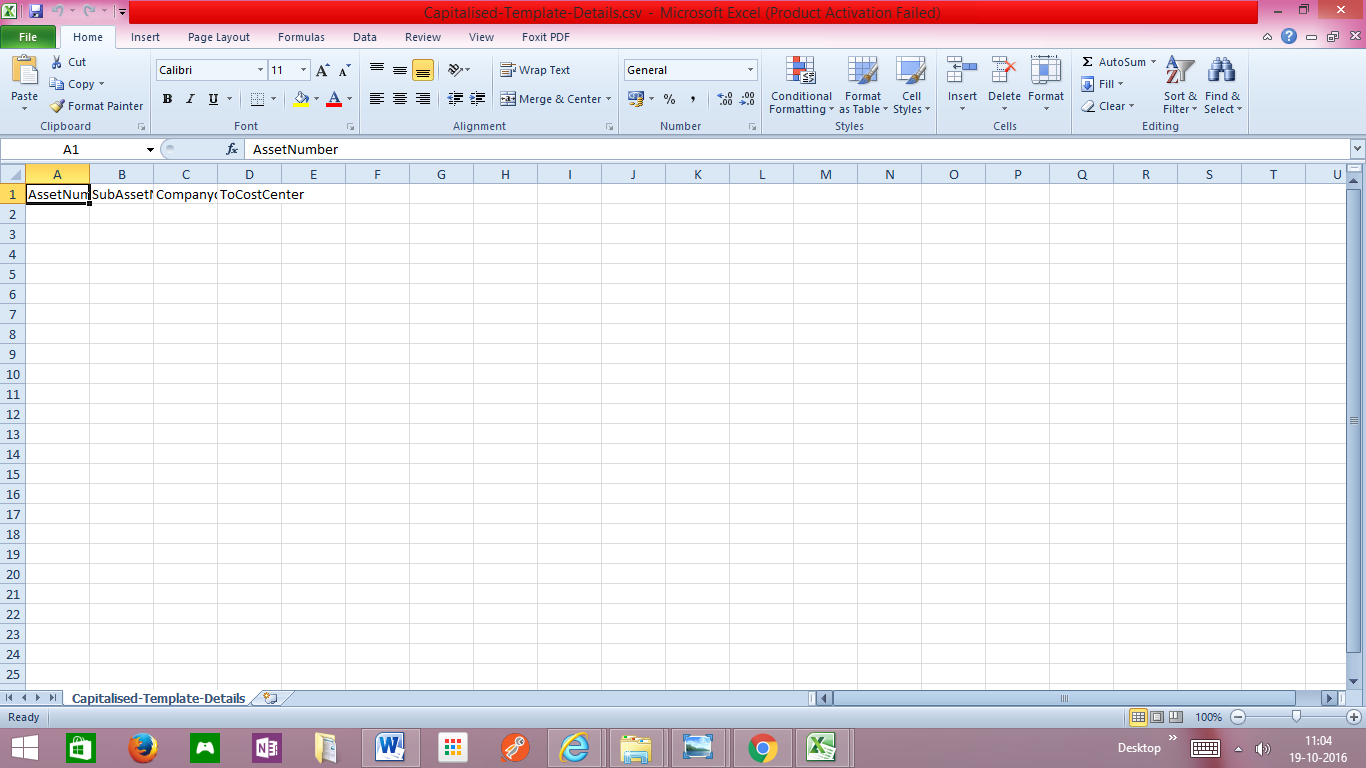 Capitalised-Template-Details.csv - Microsoft Excel (Product Activation Failed)
File Home Insert Page Layout Formulas Data Review View Foxit PDF
Paste Cut Copy Format Painter
Calibri 11
B I U
Wrap Text
Merge & Center
General
%
Conditional Formatting
Format as Table
Cell Styles
Insert Delete Format
Σ AutoSum
Fill
Clear
Sort & Filter
Find & Select
Clipboard Font Alignment Number Styles Cells Editing
A1 fx AssetNumber
A B C D E F G H I J K L M N O P Q R S T U
1 AssetNum SubAssetN Companyc ToCostCenter
2
3
4
5
6
7
8
9
10
11
12
13
14
15
16
17
18
19
20
21
22
23
24
25
Capitalised-Template-Details
Ready 100%
Desktop 11:04
19-10-2016